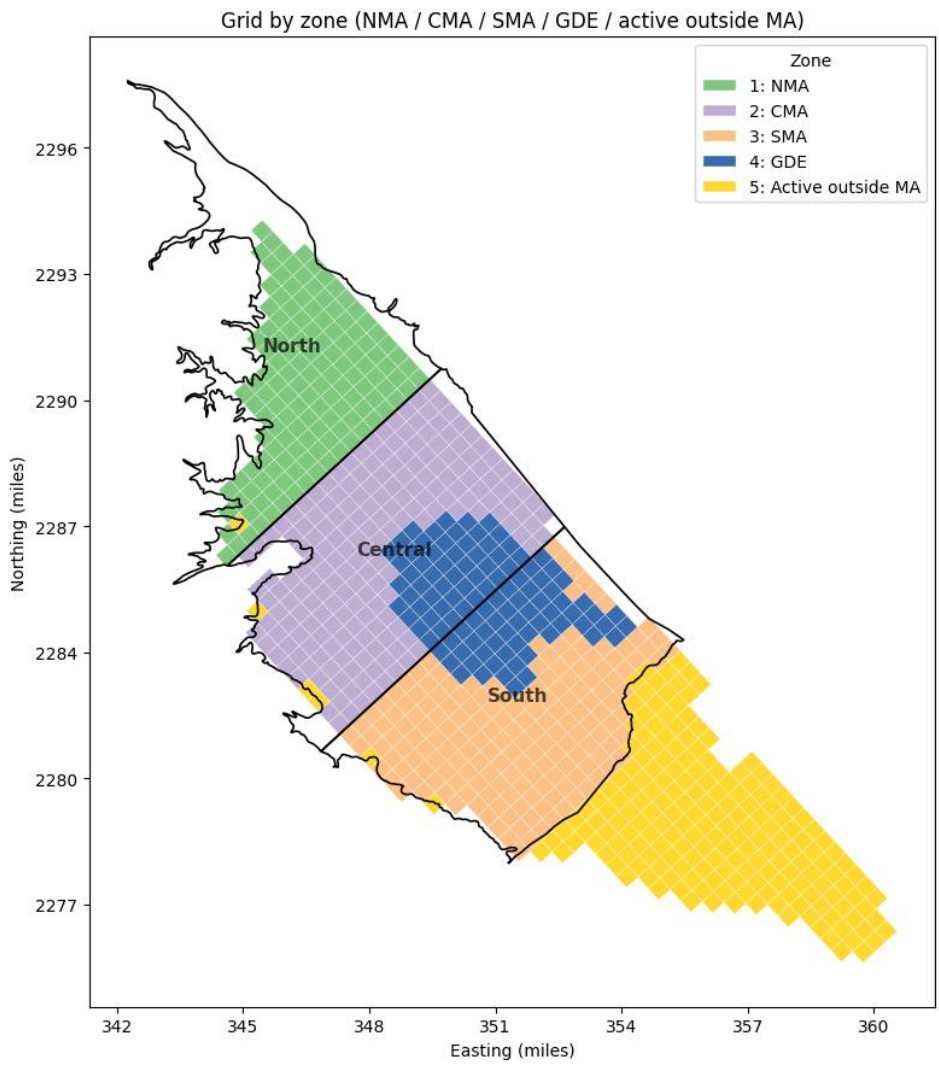 Grid by zone (NMA / CMA / SMA / GDE / active outside MA)
Zone
1: NMA
2: CMA
3: SMA
4: GDE
5: Active outside MA
2296
2293
2290
2287
2284
2280
2277
Northing (miles)
North
Central
South
342
345
348
351
354
357
360
Easting (miles)